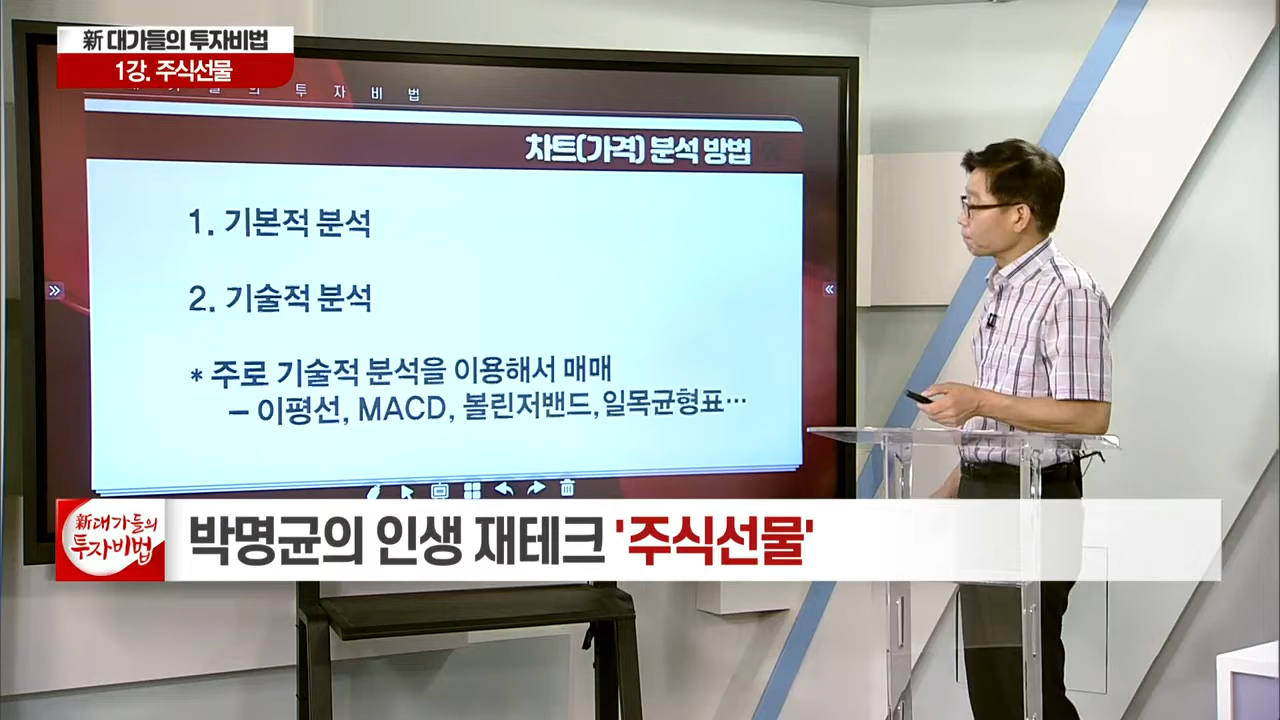 新 대가들의 투자비법
1강. 주식선물
대 가 들 의 투 자 비 법
차트(가격) 분석 방법
1. 기본적 분석
2. 기술적 분석
* 주로 기술적 분석을 이용해서 매매
– 이평선, MACD, 볼린저밴드, 일목균형표…
新대가들의
투자비법
박명균의 인생 재테크 '주식선물'